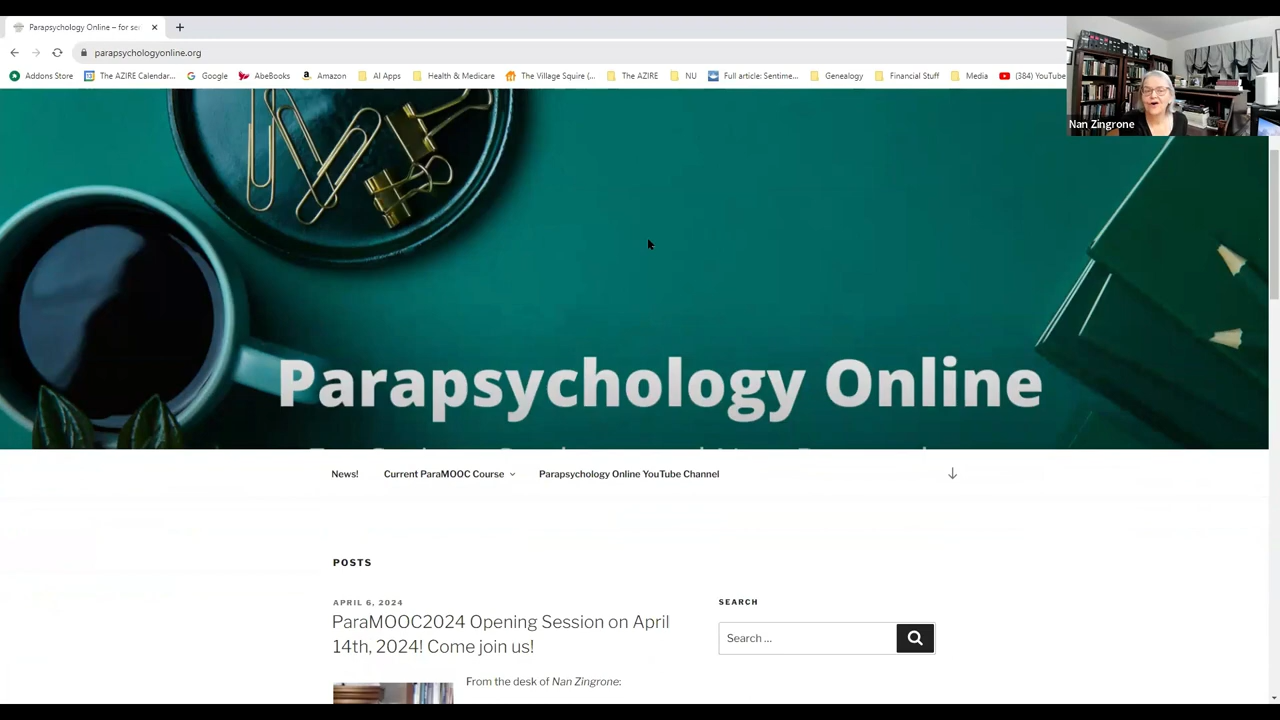 Parapsychology Online – for se
parapsychologyonline.org
Addons Store
The AZIRE Calendar...
Google
AbeBooks
Amazon
AI Apps
Health & Medicare
The Village Squire (...
The AZIRE
NU
Full article: Sentime...
Genealogy
Financial Stuff
Media
(384) YouTube
Nan Zingrone
Parapsychology Online
News!
Current ParaMOOC Course
Parapsychology Online YouTube Channel
POSTS
APRIL 6, 2024
ParaMOOC2024 Opening Session on April
14th, 2024! Come join us!
From the desk of Nan Zingrone:
SEARCH
Search ...